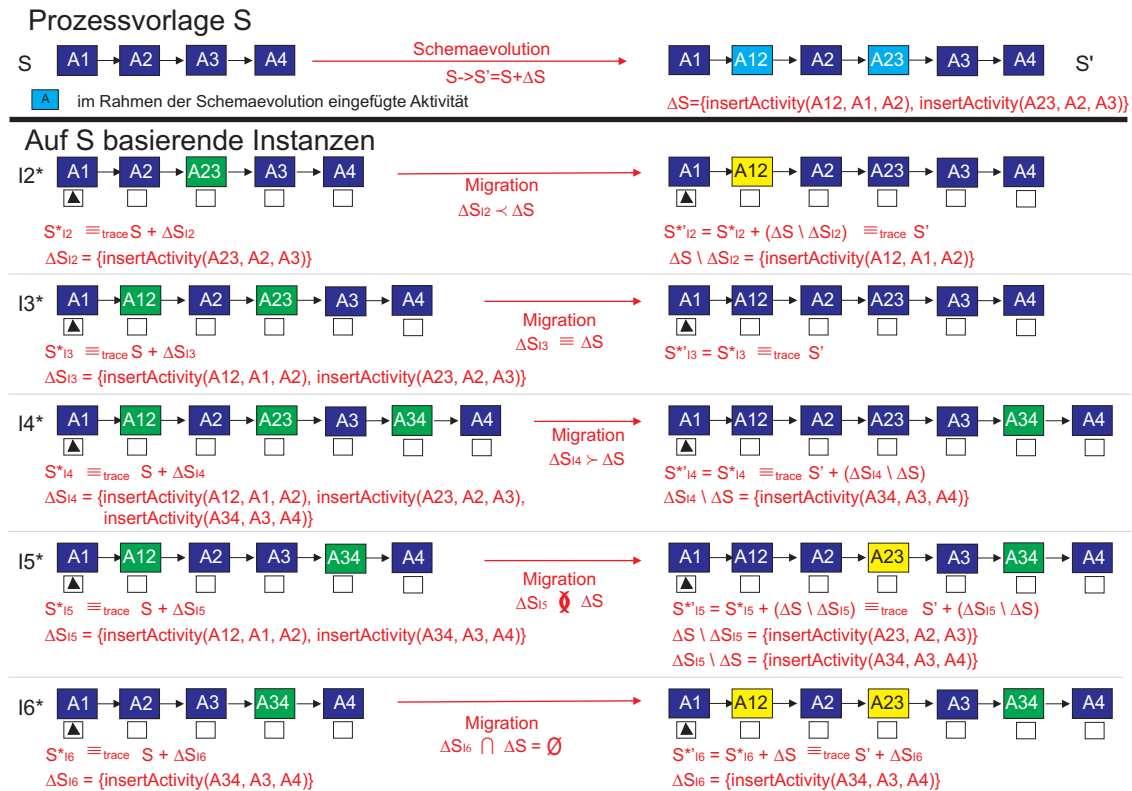 Prozessvorlage S
S A1 A2 A3 A4 Schemaevolution A1 A12 A2 A23 A3 A4 S'
S->S'=S+ΔS
A im Rahmen der Schemaevolution eingefügte Aktivität ΔS={insertActivity(A12, A1, A2), insertActivity(A23, A2, A3)}
Auf S basierende Instanzen
I2* A1 A2 A23 A3 A4 A1 A12 A2 A23 A3 A4
Migration
ΔSI2 ≺ ΔS
S*I2 ≡trace S + ΔSI2 S*'I2 = S*I2 + (ΔS \ ΔSI2) ≡trace S'
ΔSI2 = {insertActivity(A23, A2, A3)} ΔS \ ΔSI2 = {insertActivity(A12, A1, A2)}
I3* A1 A12 A2 A23 A3 A4 A1 A12 A2 A23 A3 A4
Migration
ΔSI3 ≡ ΔS
S*I3 ≡trace S + ΔSI3 S*'I3 = S*I3 ≡trace S'
ΔSI3 = {insertActivity(A12, A1, A2), insertActivity(A23, A2, A3)}
I4* A1 A12 A2 A23 A3 A34 A4 A1 A12 A2 A23 A3 A34 A4
Migration
ΔSI4 ≻ ΔS
S*I4 ≡trace S + ΔSI4 S*'I4 = S*I4 ≡trace S' + (ΔSI4 \ ΔS)
ΔSI4 = {insertActivity(A12, A1, A2), insertActivity(A23, A2, A3), ΔSI4 \ ΔS = {insertActivity(A34, A3, A4)}
insertActivity(A34, A3, A4)}
I5* A1 A12 A2 A3 A34 A4 A1 A12 A2 A23 A3 A34 A4
Migration
ΔSI5 ΔS
S*I5 ≡trace S + ΔSI5 S*'I5 = S*I5 + (ΔS \ ΔSI5) ≡trace S' + (ΔSI5 \ ΔS)
ΔSI5 = {insertActivity(A12, A1, A2), insertActivity(A34, A3, A4)} ΔS \ ΔSI5 = {insertActivity(A23, A2, A3)}
ΔSI5 \ ΔS = {insertActivity(A34, A3, A4)}
I6* A1 A2 A3 A34 A4 A1 A12 A2 A23 A3 A34 A4
Migration
ΔSI6 ∩ ΔS = Ø
S*I6 ≡trace S + ΔSI6 S*'I6 = S*I6 + ΔS ≡trace S' + ΔSI6
ΔSI6 = {insertActivity(A34, A3, A4)} ΔSI6 = {insertActivity(A34, A3, A4)}